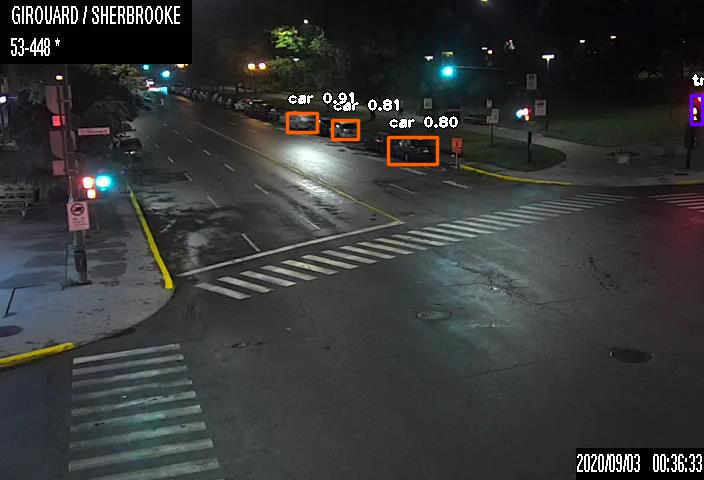 GIROUARD / SHERBROOKE
53-448 *
car 0.91
car 0.81
car 0.80
tr
2020/09/03 00:36:33